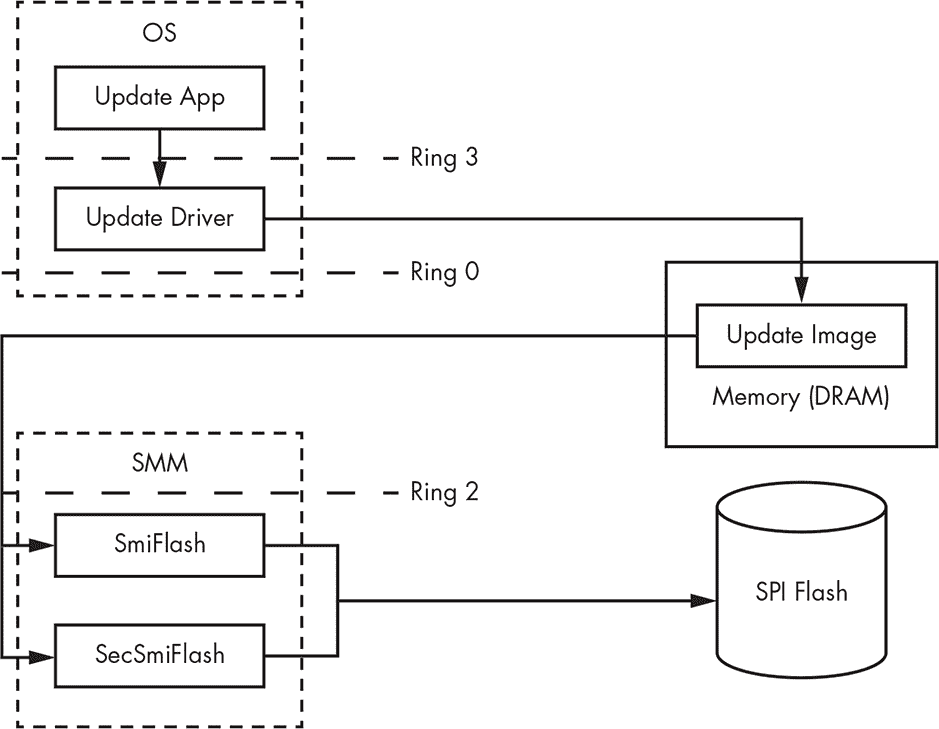 OS
Update App
Ring 3
Update Driver
Ring 0
Update Image
Memory (DRAM)
SMM
Ring 2
SmiFlash
SPI Flash
SecSmiFlash